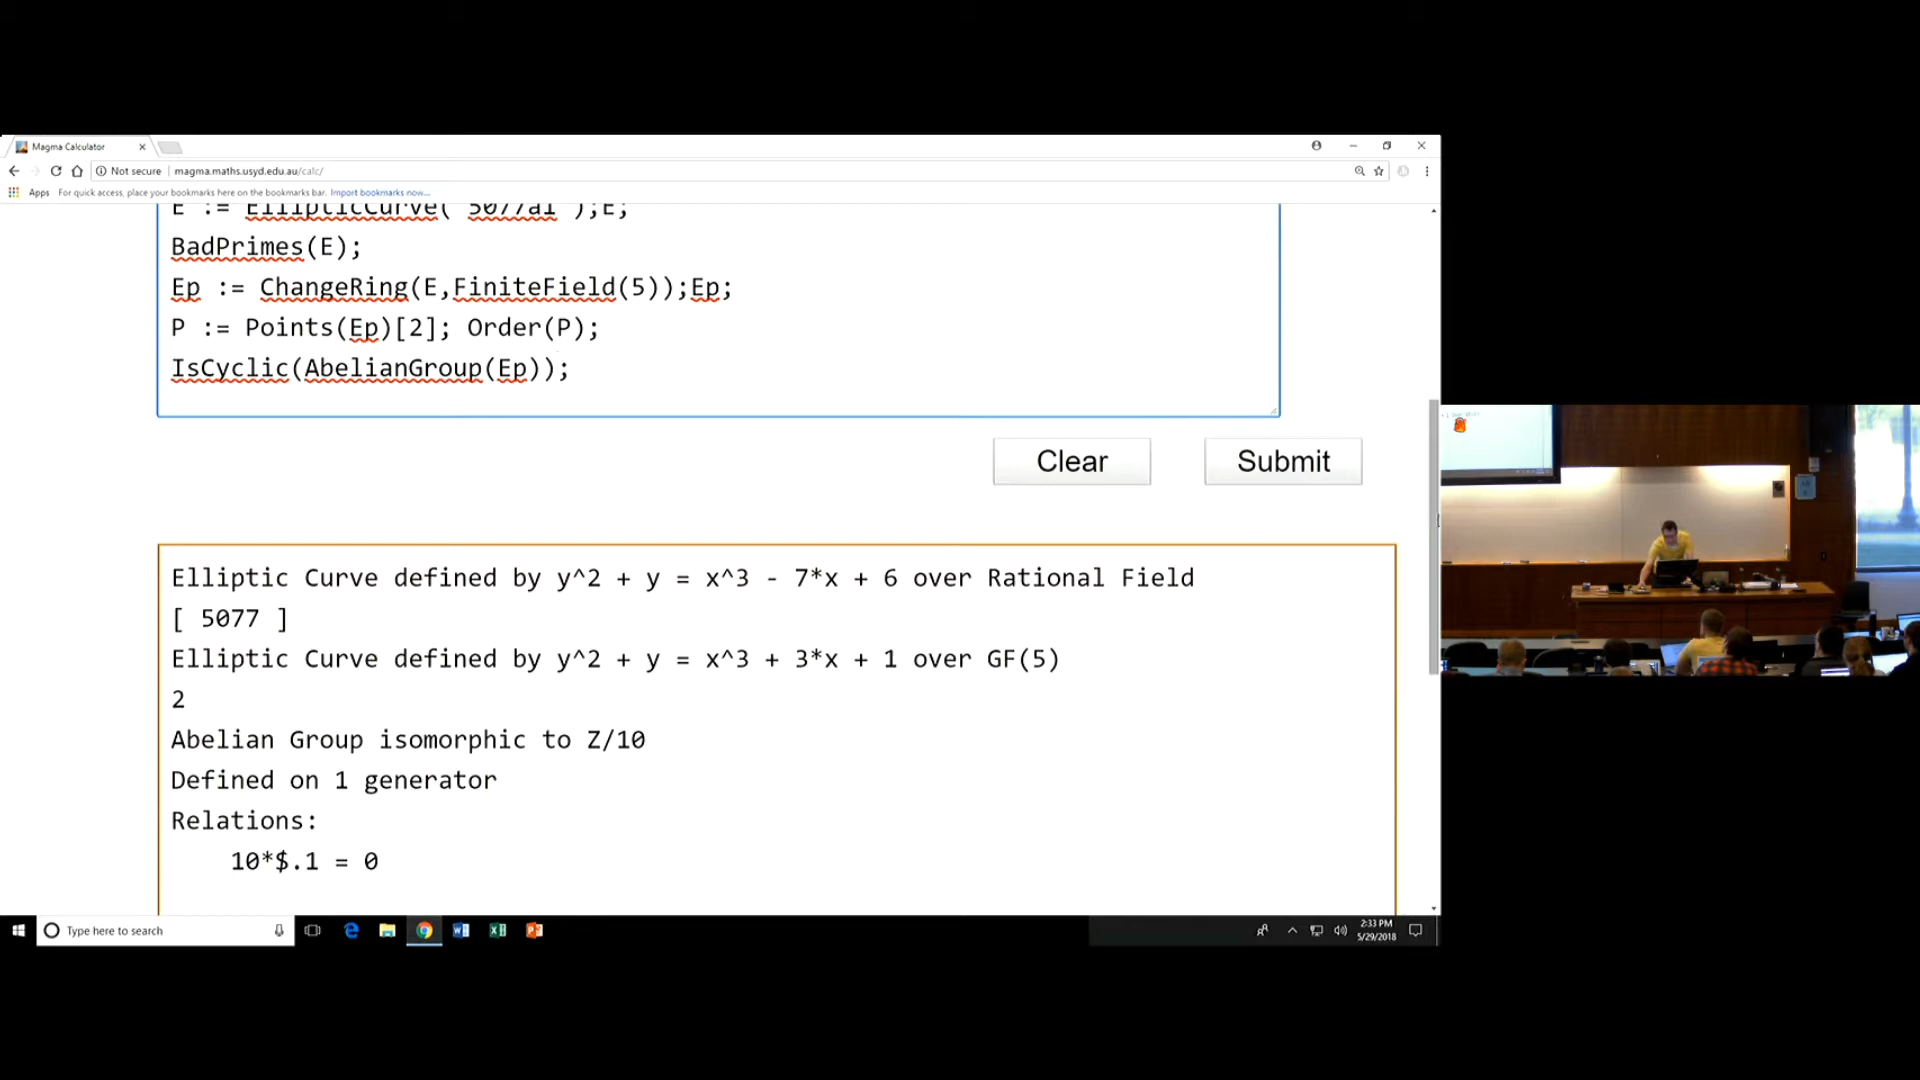 Magma Calculator
Not secure | magma.maths.usyd.edu.au/calc/
Apps For quick access, place your bookmarks here on the bookmarks bar. Import bookmarks now...
E := EllipticCurve("5077a1");E;
BadPrimes(E);
Ep := ChangeRing(E,FiniteField(5));Ep;
P := Points(Ep)[2]; Order(P);
IsCyclic(AbelianGroup(Ep));
Clear Submit
Elliptic Curve defined by y^2 + y = x^3 - 7*x + 6 over Rational Field
[ 5077 ]
Elliptic Curve defined by y^2 + y = x^3 + 3*x + 1 over GF(5)
2
Abelian Group isomorphic to Z/10
Defined on 1 generator
Relations:
10*$.1 = 0
Type here to search
2:33 PM
5/29/2018